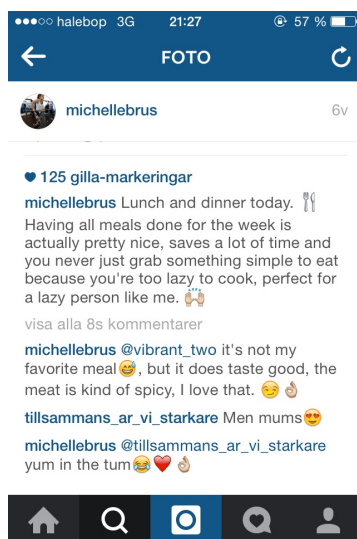 halebop 3G 21:27 57 %
FOTO
michellebrus 6v
125 gilla-markeringar
michellebrus Lunch and dinner today. 🍴
Having all meals done for the week is
actually pretty nice, saves a lot of time and
you never just grab something simple to eat
because you're too lazy to cook, perfect for
a lazy person like me. 🙌🏼
visa alla 8s kommentarer
michellebrus @vibrant_two it's not my
favorite meal😅, but it does taste good, the
meat is kind of spicy, I love that. 😏👌🏼
tillsammans_ar_vi_starkare Men mums😍
michellebrus @tillsammans_ar_vi_starkare
yum in the tum😂❤️👌🏼